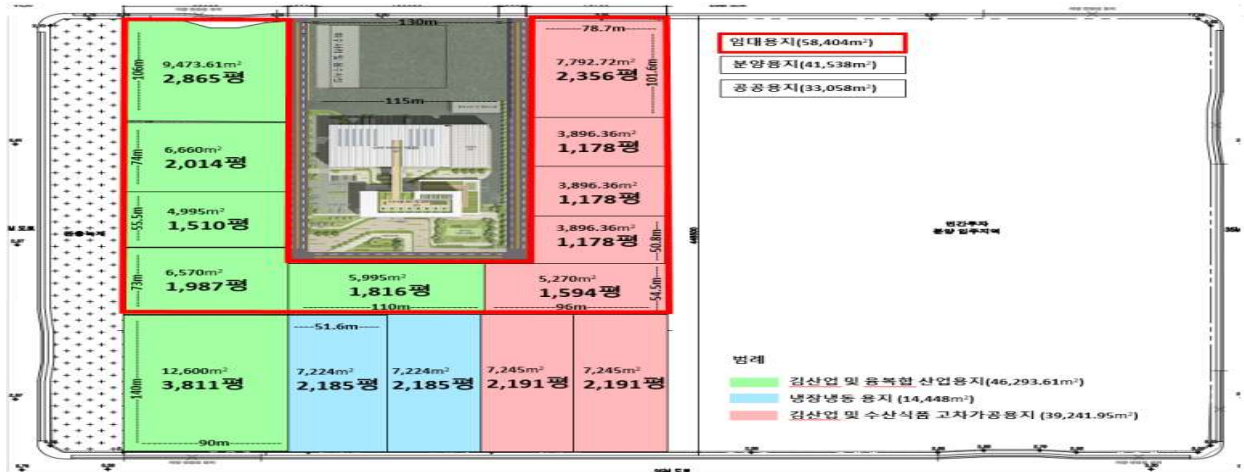 130m
78.7m
임대용지(58,404m²)
분양용지(41,538m²)
공공용지(33,058m²)
9,473.61m²
2,865평
106m
7,792.72m²
2,356평
101.6m
115m
3,896.36m²
1,178평
6,660m²
2,014평
74m
3,896.36m²
1,178평
4,995m²
1,510평
55.5m
3,896.36m²
1,178평
50.8m
6,570m²
1,987평
73m
5,995m²
1,816평
110m
5,270m²
1,594평
96m
54.5m
민간투자
분양 입주지역
51.6m
12,600m²
3,811평
140m
90m
7,224m²
2,185평
7,224m²
2,185평
7,245m²
2,191평
7,245m²
2,191평
범례
김산업 및 융복합 산업용지(46,293.61m²)
냉장냉동 용지 (14,448m²)
김산업 및 수산식품 고차가공용지 (39,241.95m²)